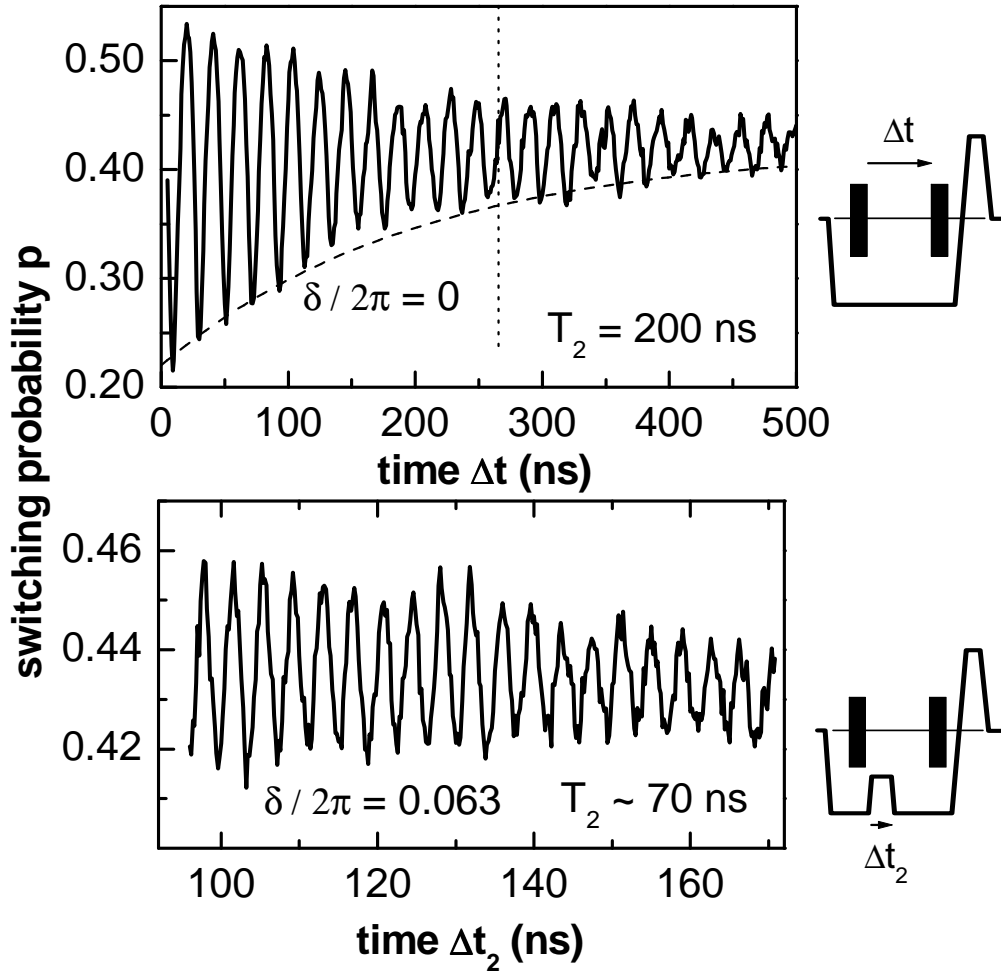 switching probability p
0.50
0.40
0.30
0.20
δ / 2π = 0
T₂ = 200 ns
0 100 200 300 400 500
time Δt (ns)
Δt
0.46
0.44
0.42
δ / 2π = 0.063
T₂ ~ 70 ns
100 120 140 160
time Δt₂ (ns)
Δt₂